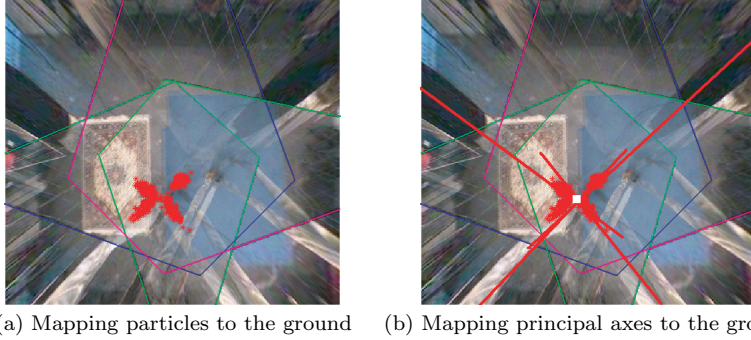 (a) Mapping particles to the ground
(b) Mapping principal axes to the gro